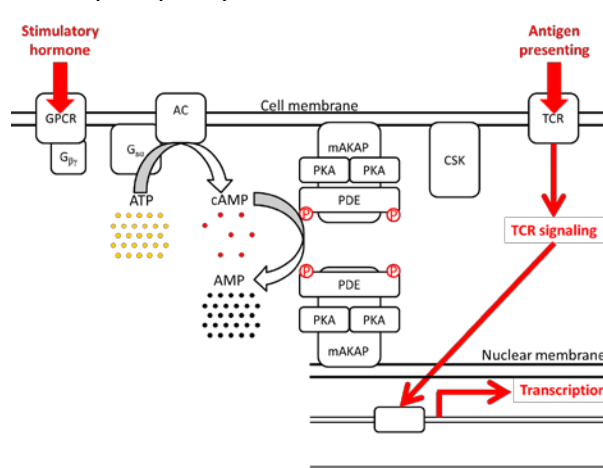 Stimulatory
hormone
Antigen
presenting
GPCR
AC
Cell membrane
TCR
Gβγ
Gsα
mAKAP
PKA
PKA
CSK
ATP
cAMP
PDE
P
P
TCR signaling
AMP
P
P
PDE
PKA
PKA
mAKAP
Nuclear membrane
Transcription